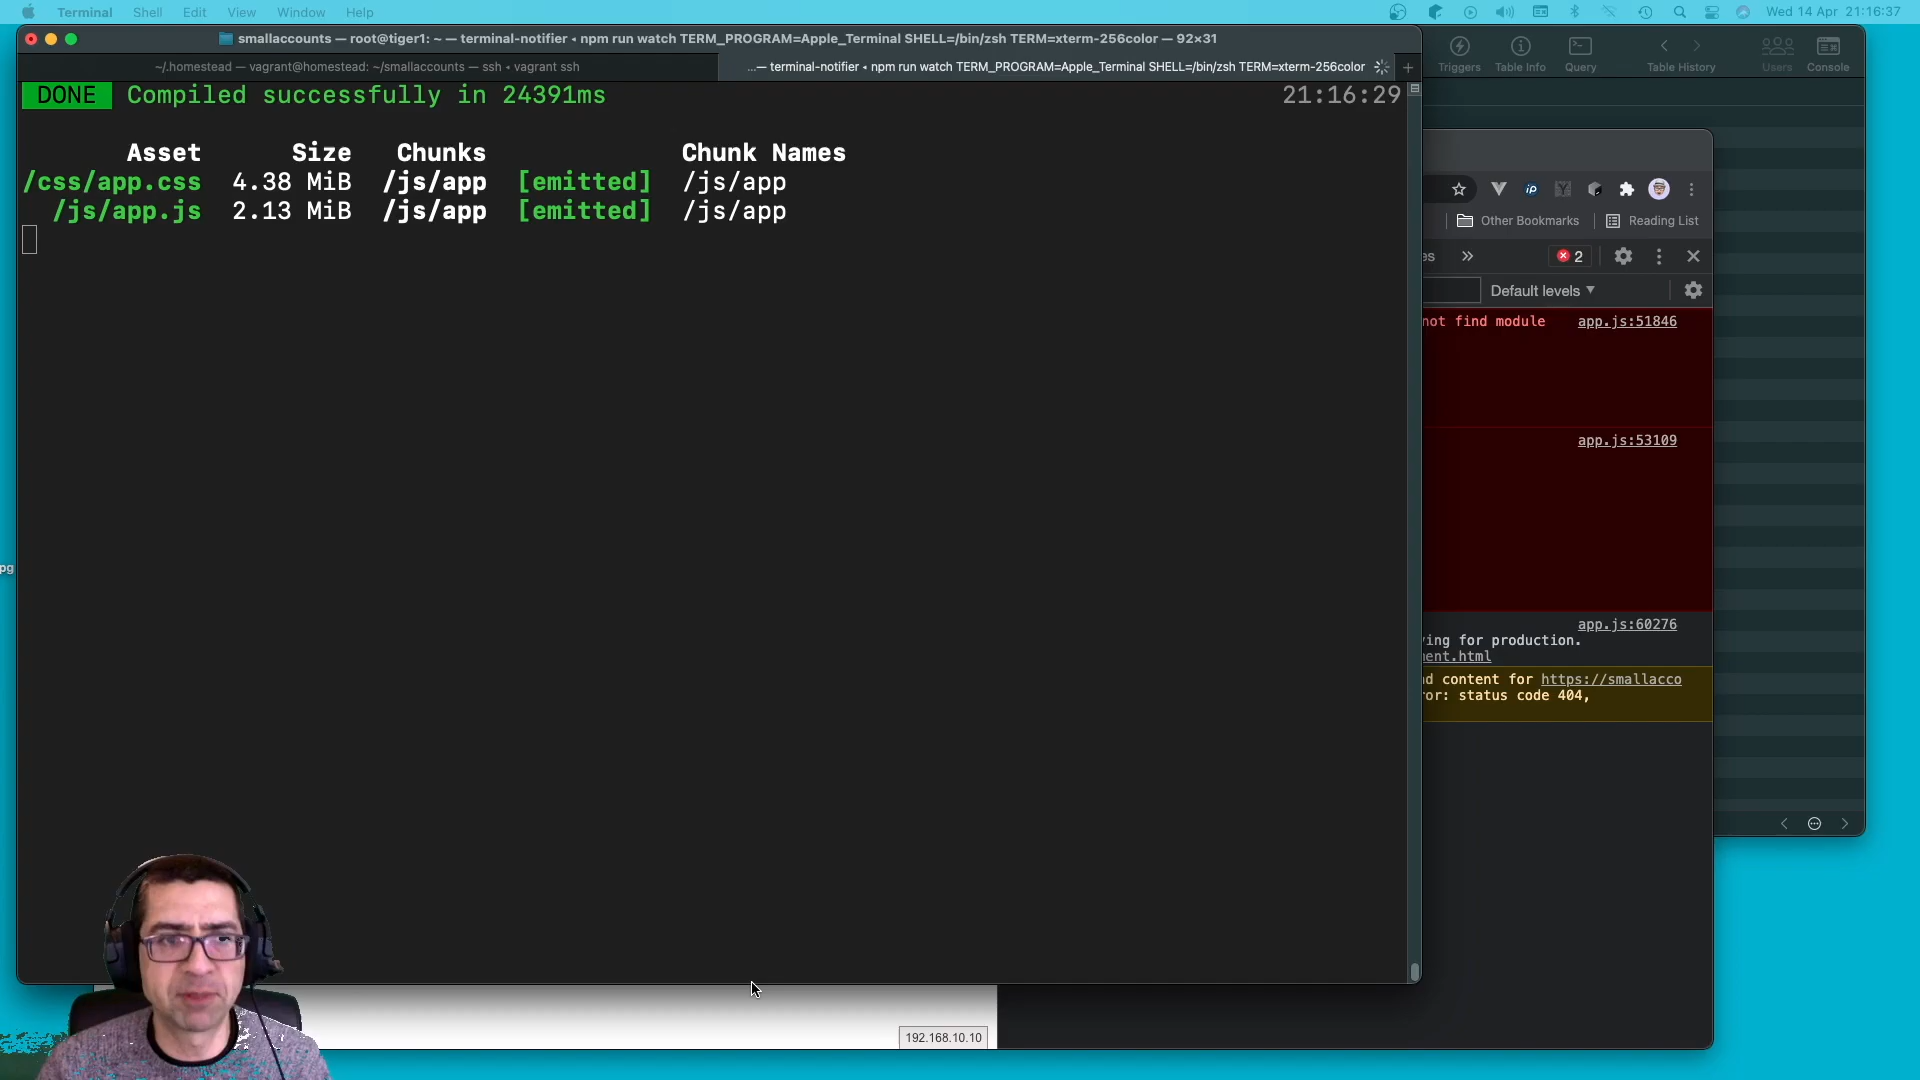 Terminal Shell Edit View Window Help Wed 14 Apr 21:16:37
smallaccounts — root@tiger1: ~ — terminal-notifier ◂ npm run watch TERM_PROGRAM=Apple_Terminal SHELL=/bin/zsh TERM=xterm-256color — 92×31
~/.homestead — vagrant@homestead: ~/smallaccounts — ssh ◂ vagrant ssh
...— terminal-notifier ◂ npm run watch TERM_PROGRAM=Apple_Terminal SHELL=/bin/zsh TERM=xterm-256color
Triggers Table Info Query Table History Users Console
DONE Compiled successfully in 24391ms 21:16:29
Asset Size Chunks Chunk Names
/css/app.css 4.38 MiB /js/app [emitted] /js/app
/js/app.js 2.13 MiB /js/app [emitted] /js/app
Other Bookmarks Reading List
es » 2
Default levels
not find module app.js:51846
app.js:53109
app.js:60276
ying for production.
ment.html
d content for https://smallacco
ror: status code 404,
pg
192.168.10.10